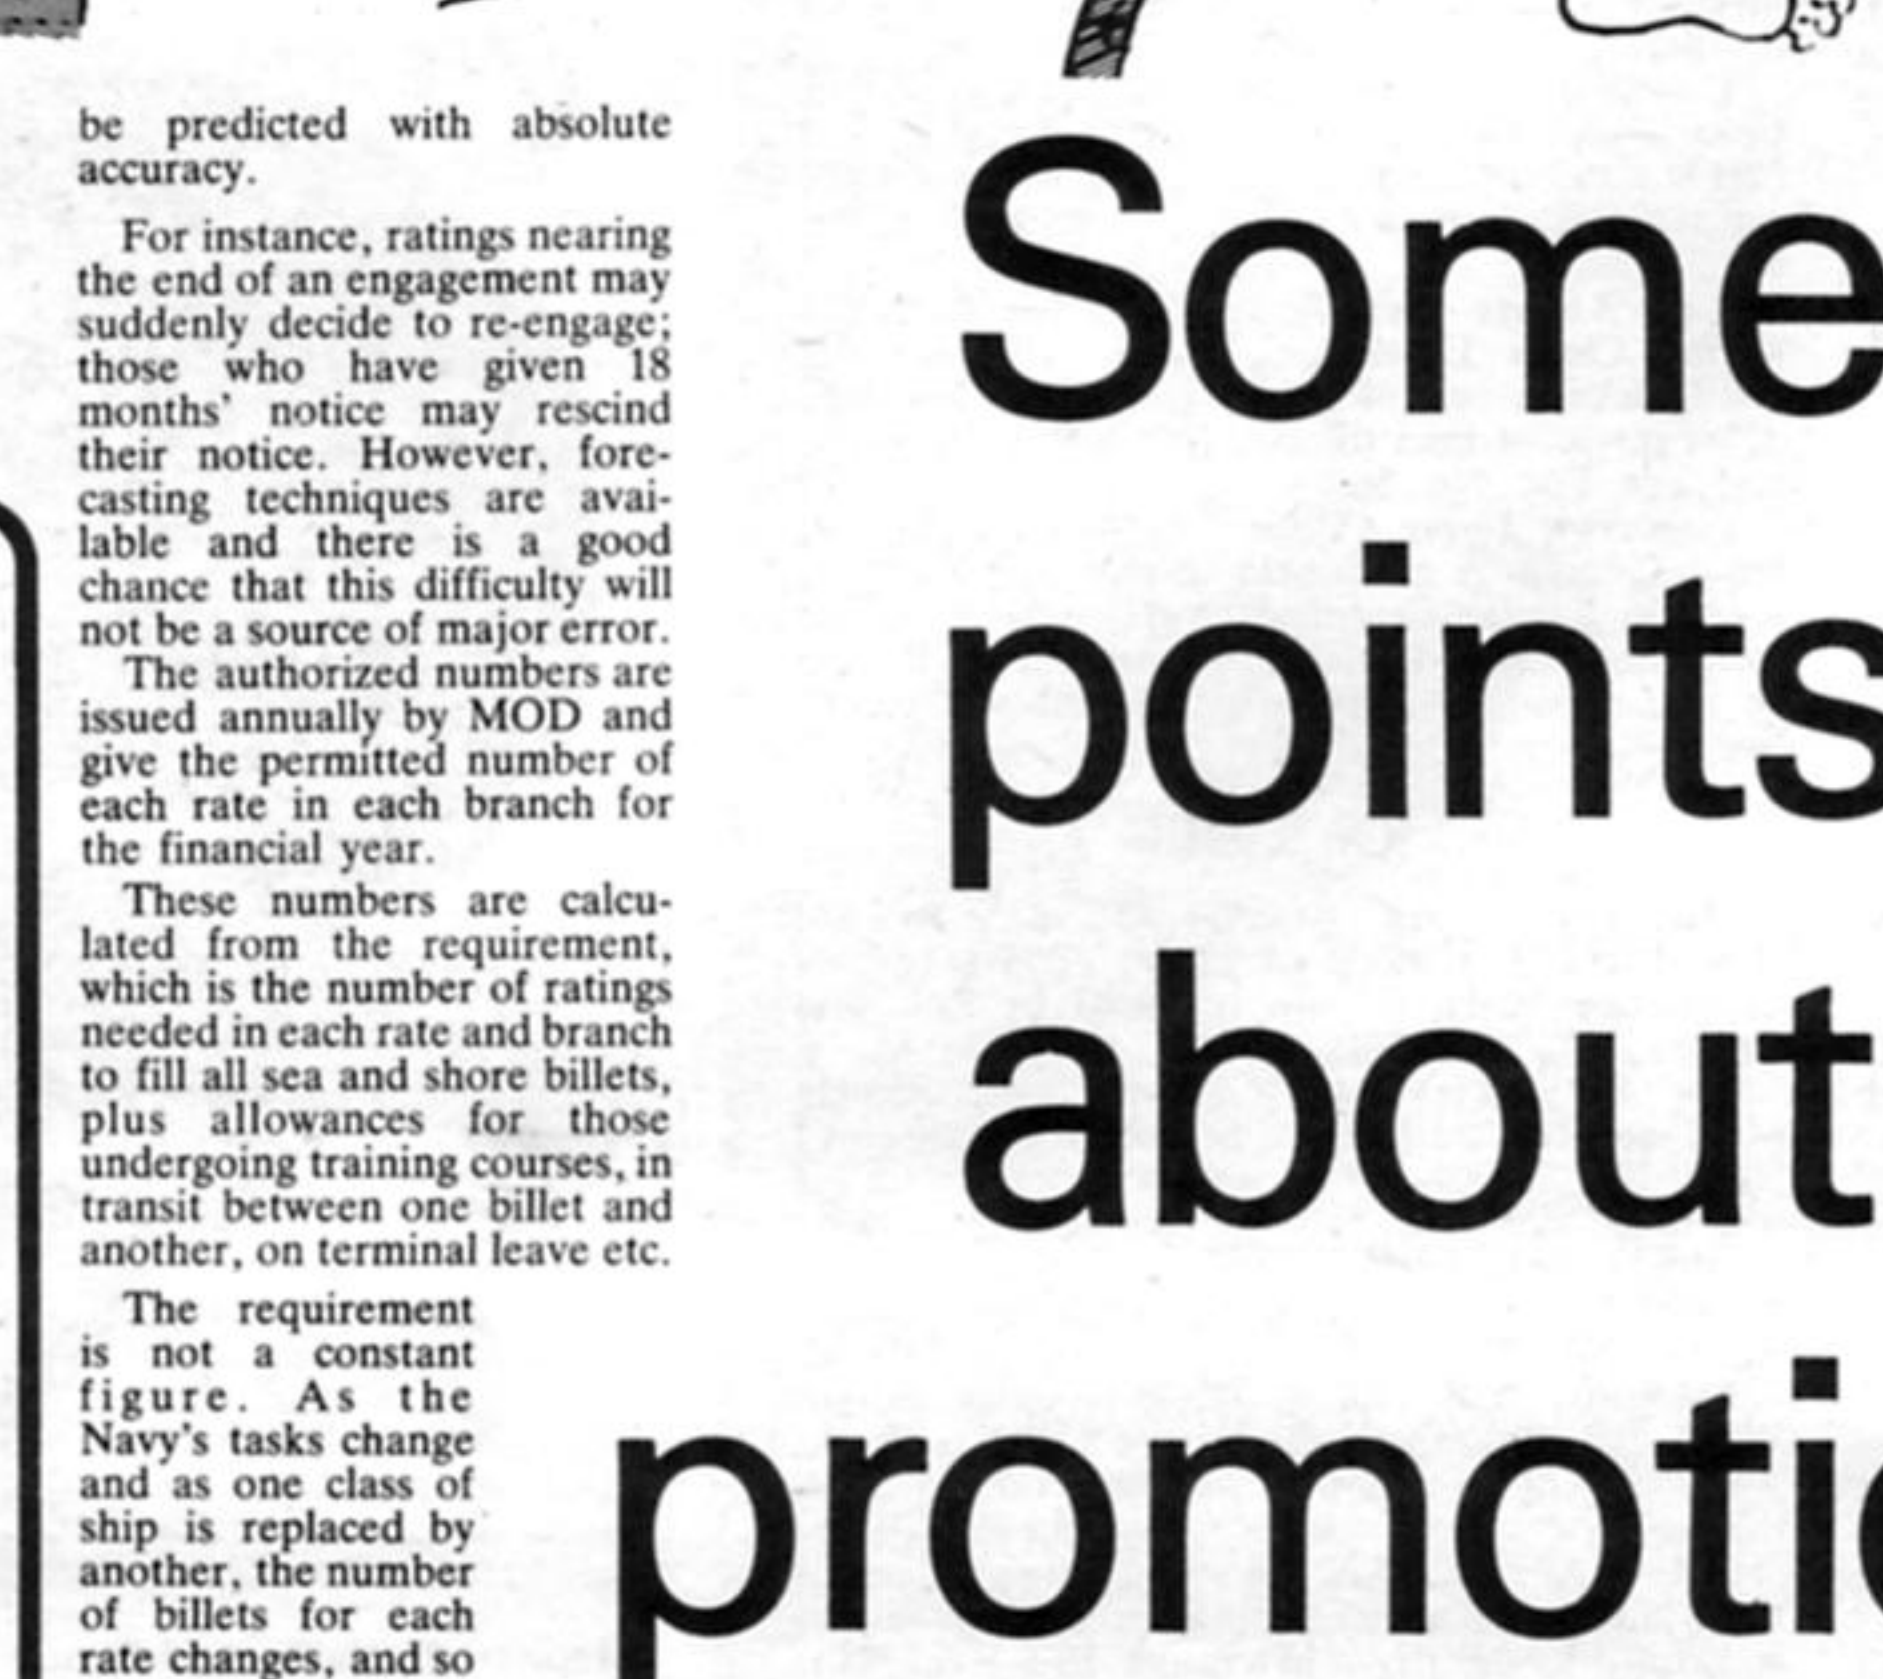 be predicted with absolute
accuracy.
For instance, ratings nearing
the end of an engagement may
suddenly decide to re-engage;
those who have given 18
months' notice may rescind
their notice. However, fore-
casting techniques are avai-
lable and there is a good
chance that this difficulty will
not be a source of major error.
The authorized numbers are
issued annually by MOD and
give the permitted number of
each rate in each branch for
the financial year.
These numbers are calcu-
lated from the requirement,
which is the number of ratings
needed in each rate and branch
to fill all sea and shore billets,
plus allowances for those
undergoing training courses, in
transit between one billet and
another, on terminal leave etc.
The requirement
is not a constant
figure. As the
Navy's tasks change
and as one class of
ship is replaced by
another, the number
of billets for each
rate changes, and so
Some
points
about
promoti